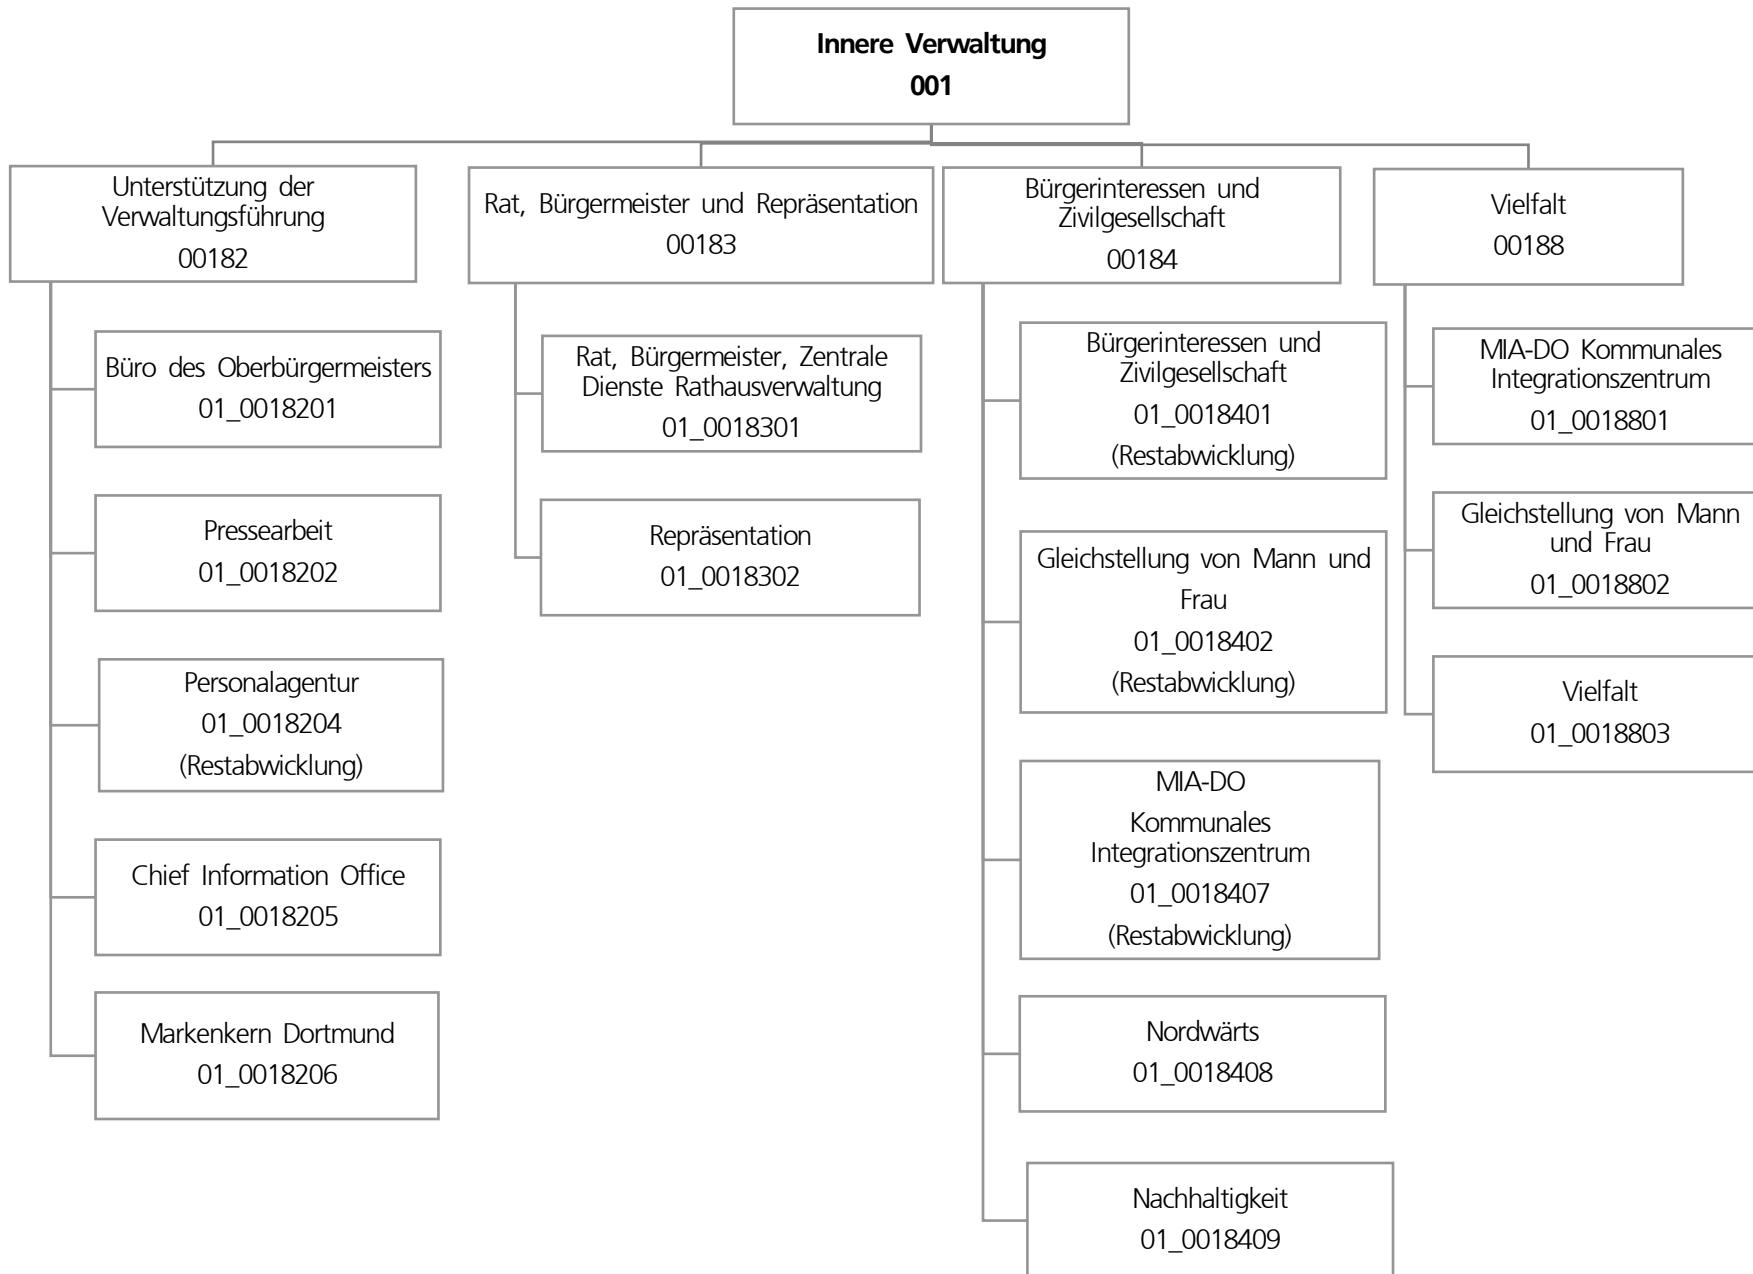 Innere Verwaltung
001
Unterstützung der
Verwaltungsführung
00182
Büro des Oberbürgermeisters
01_0018201
Pressearbeit
01_0018202
Personalagentur
01_0018204
(Restabwicklung)
Chief Information Office
01_0018205
Markenkern Dortmund
01_0018206
Rat, Bürgermeister und Repräsentation
00183
Rat, Bürgermeister, Zentrale
Dienste Rathausverwaltung
01_0018301
Repräsentation
01_0018302
Bürgerinteressen und
Zivilgesellschaft
00184
Bürgerinteressen und
Zivilgesellschaft
01_0018401
(Restabwicklung)
Gleichstellung von Mann und
Frau
01_0018402
(Restabwicklung)
MIA-DO
Kommunales
Integrationszentrum
01_0018407
(Restabwicklung)
Nordwärts
01_0018408
Nachhaltigkeit
01_0018409
Vielfalt
00188
MIA-DO Kommunales
Integrationszentrum
01_0018801
Gleichstellung von Mann
und Frau
01_0018802
Vielfalt
01_0018803